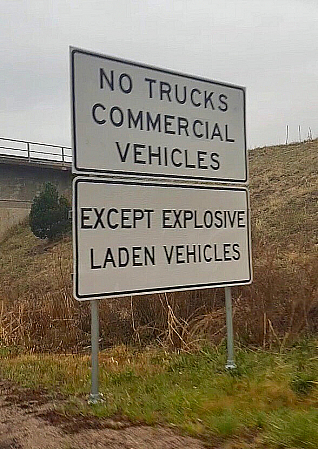 NO TRUCKS
COMMERCIAL
VEHICLES
EXCEPT EXPLOSIVE
LADEN VEHICLES